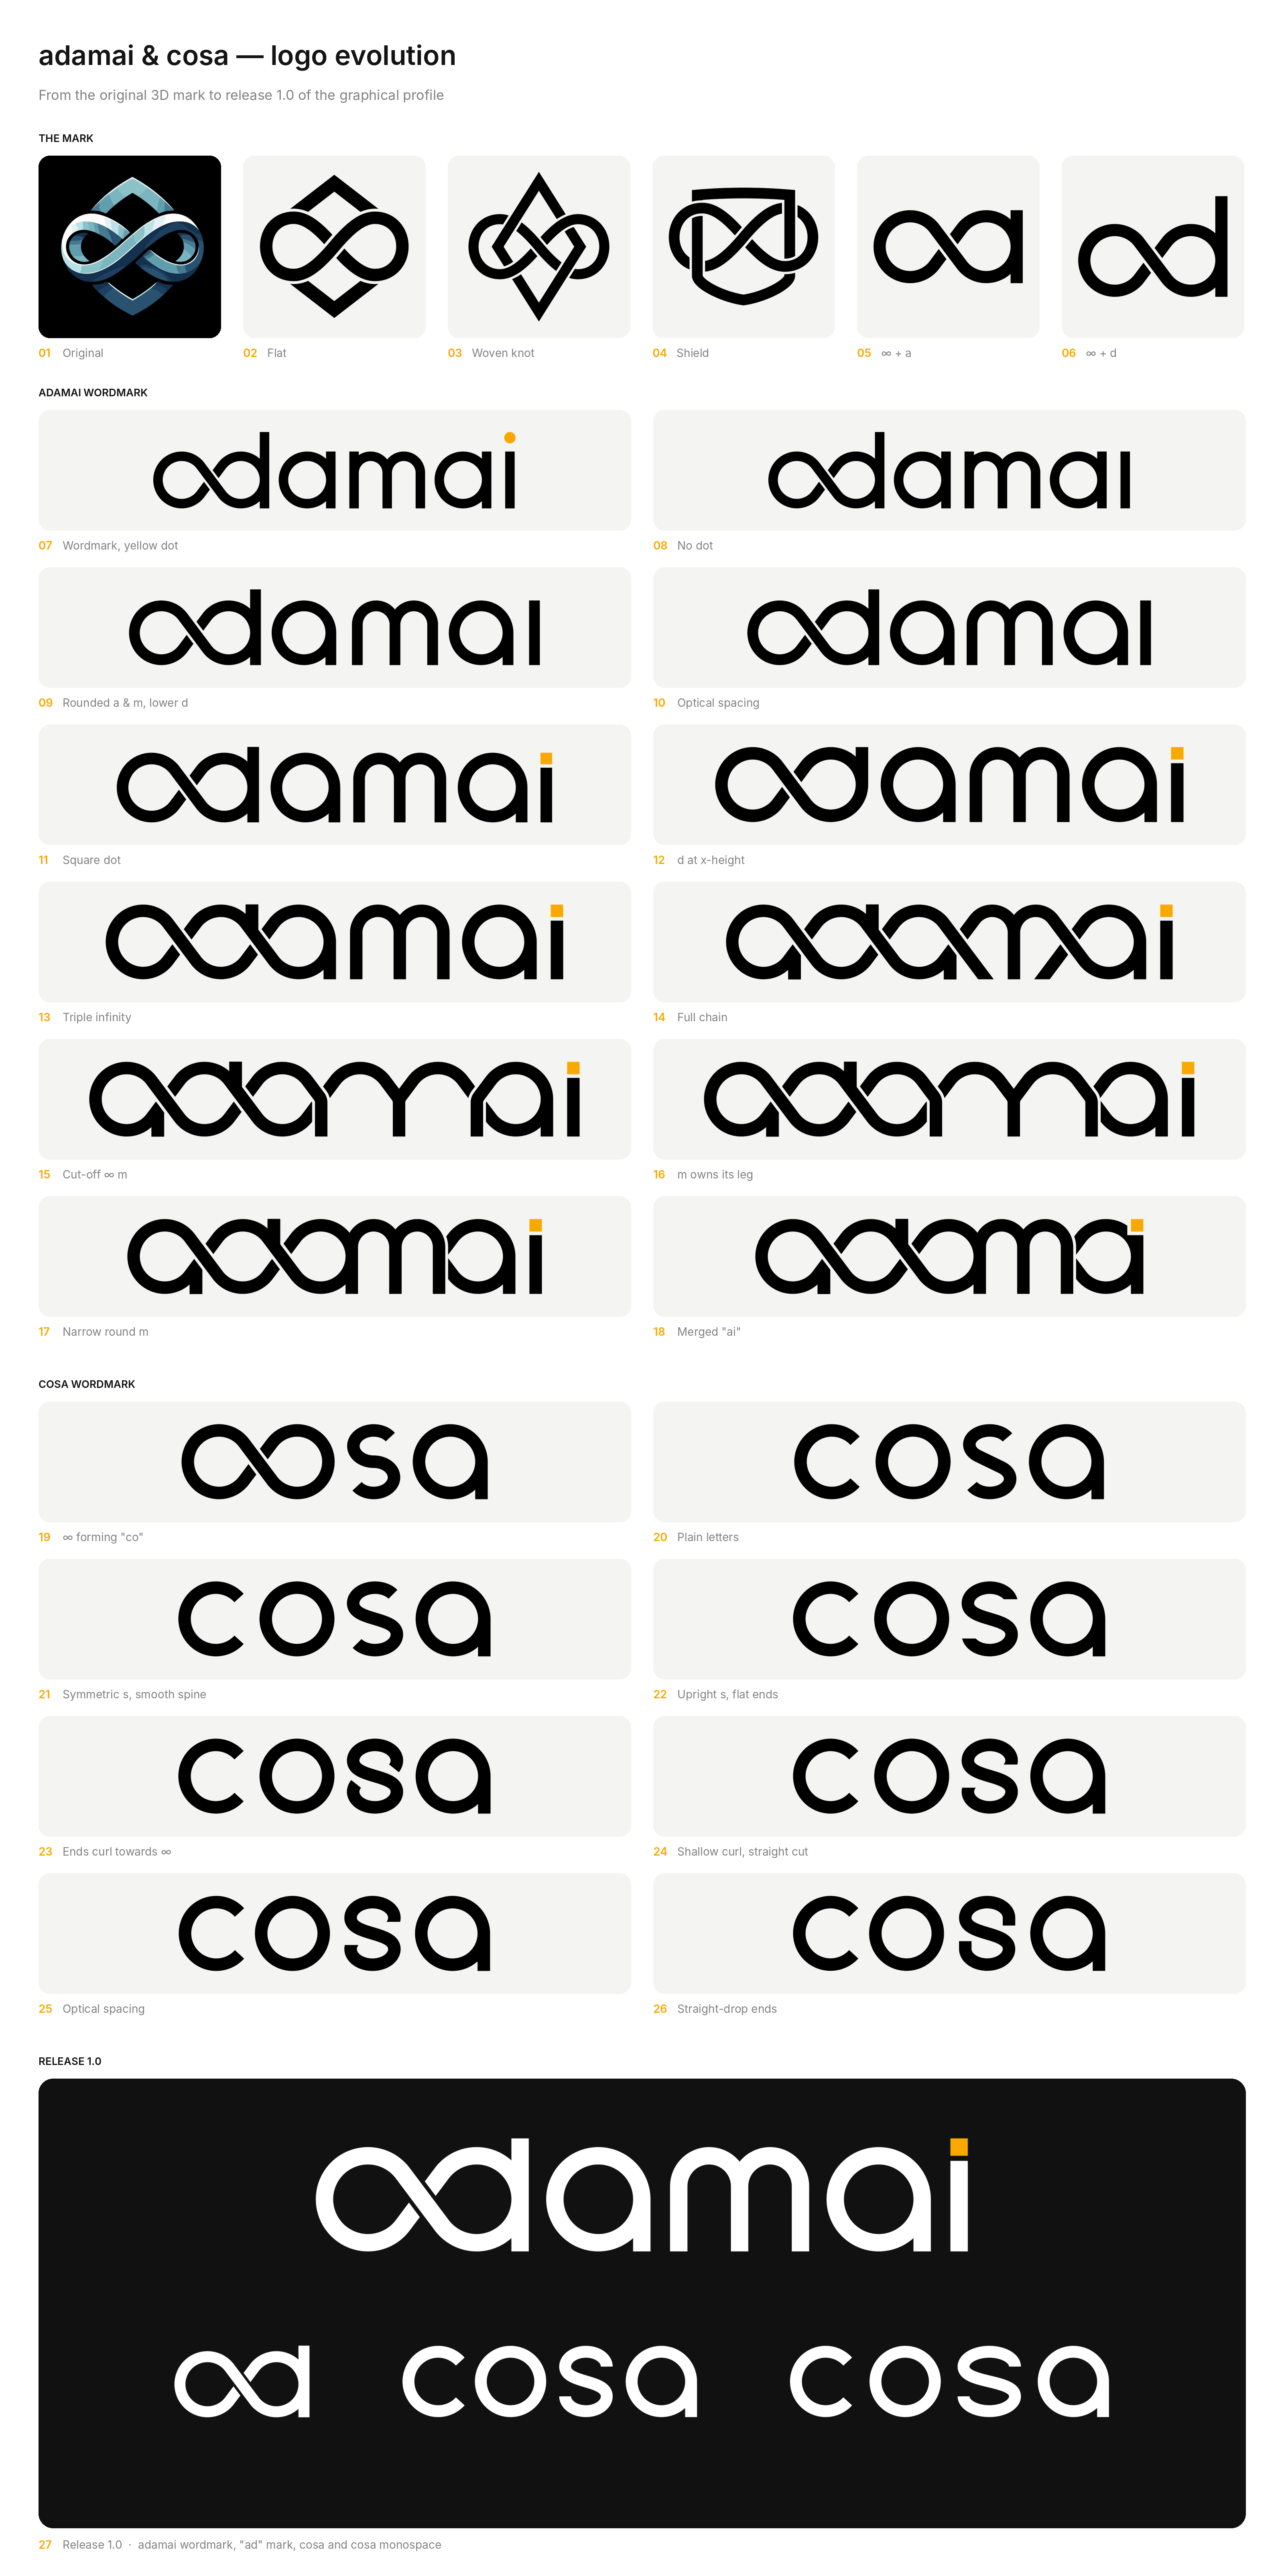 adamai & cosa — logo evolution
From the original 3D mark to release 1.0 of the graphical profile
THE MARK
01 Original
02 Flat
03 Woven knot
04 Shield
05 ∞ + a
06 ∞ + d
ADAMAI WORDMARK
adamai
adamaı
07 Wordmark, yellow dot
08 No dot
adamaı
adamaı
09 Rounded a & m, lower d
10 Optical spacing
adamai
adamai
11 Square dot
12 d at x-height
adamai
adamai
13 Triple infinity
14 Full chain
adamai
adamai
15 Cut-off ∞ m
16 m owns its leg
adamai
adamai
17 Narrow round m
18 Merged "ai"
COSA WORDMARK
cosa
cosa
19 ∞ forming "co"
20 Plain letters
cosa
cosa
21 Symmetric s, smooth spine
22 Upright s, flat ends
cosa
cosa
23 Ends curl towards ∞
24 Shallow curl, straight cut
cosa
cosa
25 Optical spacing
26 Straight-drop ends
RELEASE 1.0
adamai
ad cosa cosa
27 Release 1.0 · adamai wordmark, "ad" mark, cosa and cosa monospace